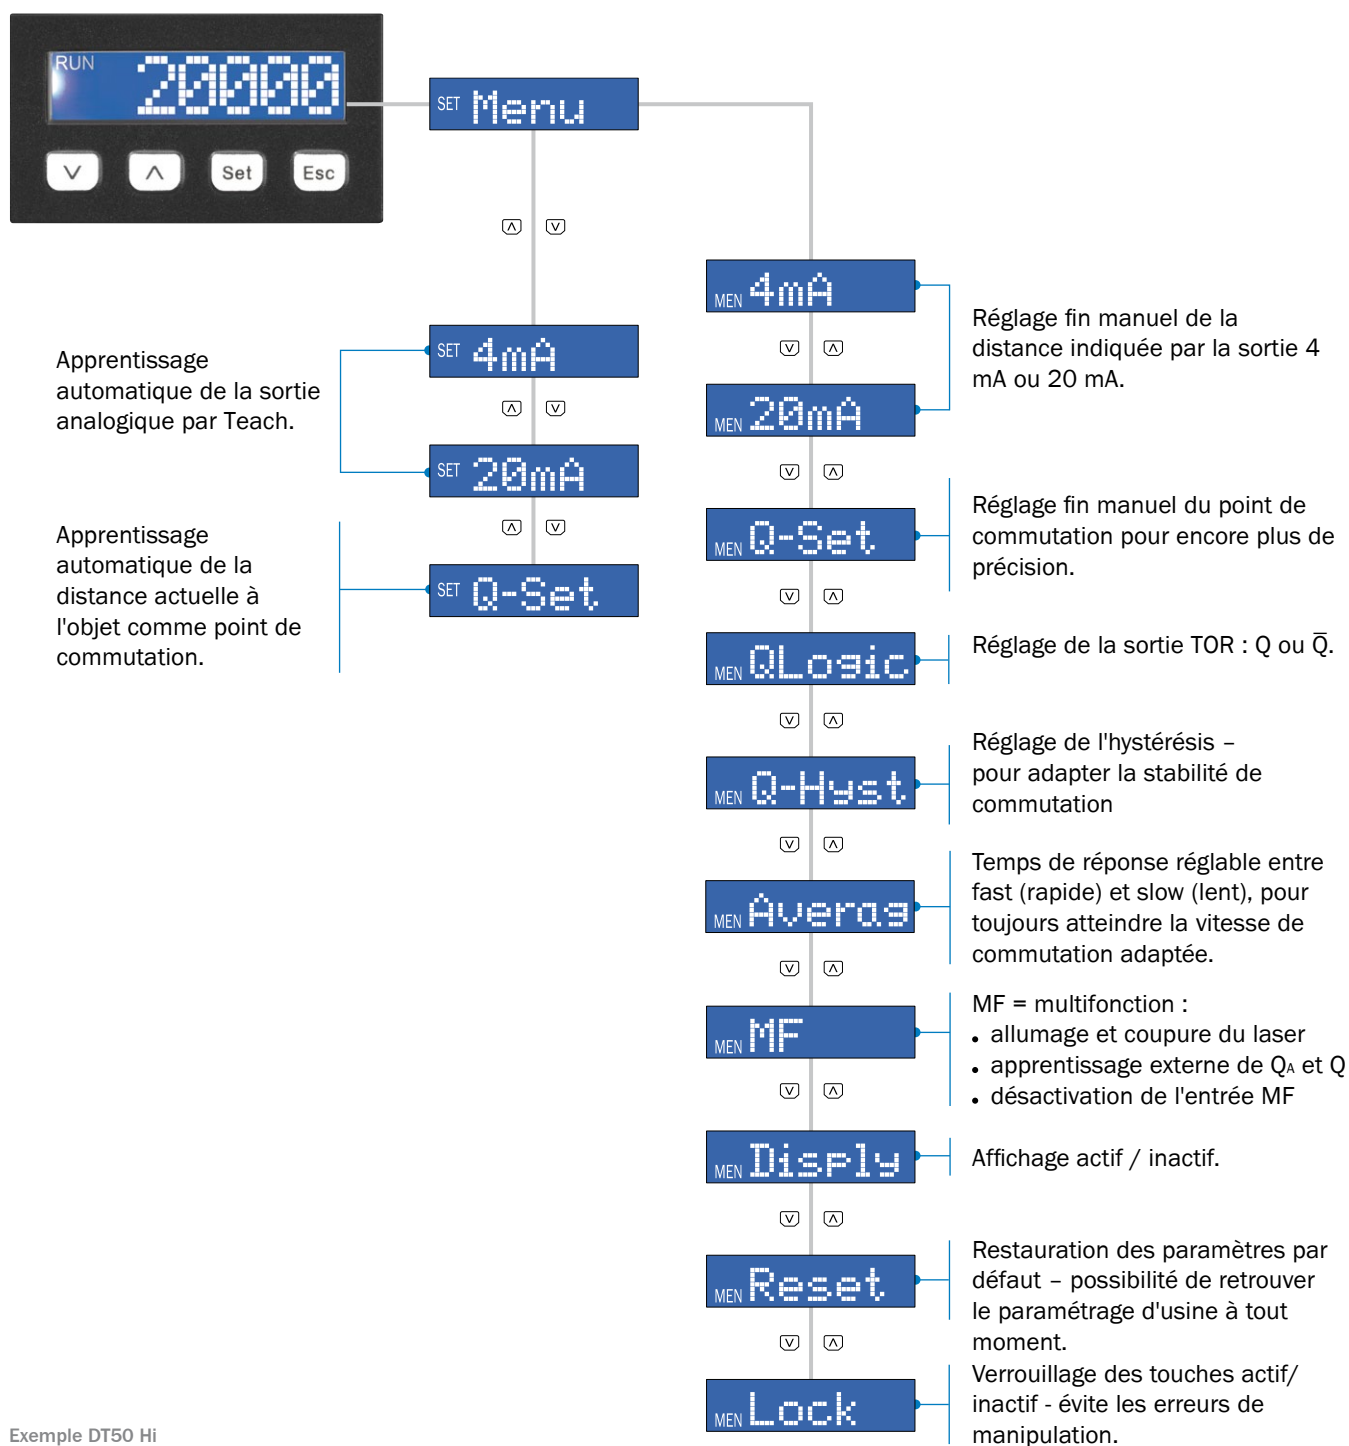 RUN 20000
Set Esc
SET Menu
SET 4mA
SET 20mA
SET Q-Set
Apprentissage
automatique de la sortie
analogique par Teach.
Apprentissage
automatique de la
distance actuelle à
l'objet comme point de
commutation.
MEN 4mA
MEN 20mA
Réglage fin manuel de la
distance indiquée par la sortie 4
mA ou 20 mA.
MEN Q-Set
Réglage fin manuel du point de
commutation pour encore plus de
précision.
MEN QLogic
Réglage de la sortie TOR : Q ou Q̅.
MEN Q-Hyst
Réglage de l'hystérésis –
pour adapter la stabilité de
commutation
MEN Averag
Temps de réponse réglable entre
fast (rapide) et slow (lent), pour
toujours atteindre la vitesse de
commutation adaptée.
MEN MF
MF = multifonction :
• allumage et coupure du laser
• apprentissage externe de QA et Q
• désactivation de l'entrée MF
MEN Disply
Affichage actif / inactif.
MEN Reset
Restauration des paramètres par
défaut – possibilité de retrouver
le paramétrage d'usine à tout
moment.
MEN Lock
Verrouillage des touches actif/
inactif - évite les erreurs de
manipulation.
Exemple DT50 Hi